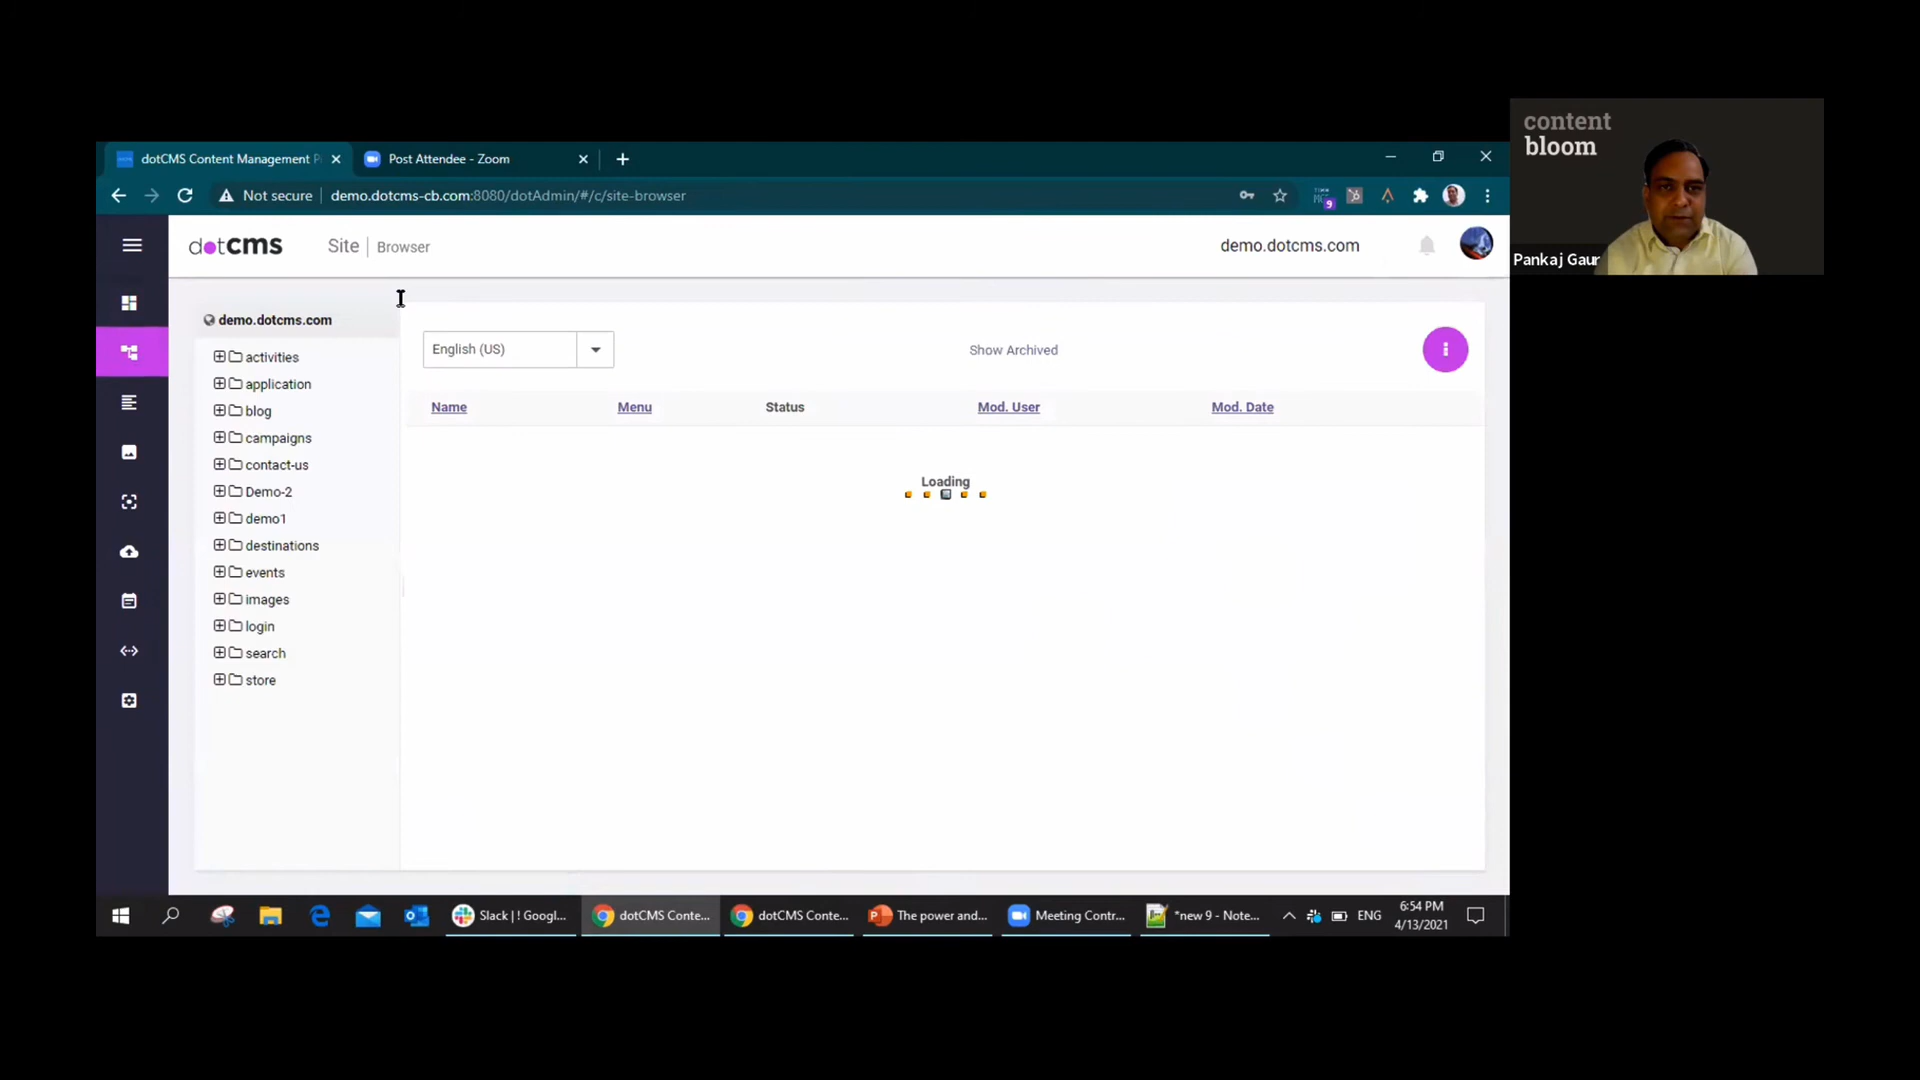 content
bloom
Pankaj Gaur
dotCMS Content Management P
Post Attendee - Zoom
Not secure
demo.dotcms-cb.com:8080/dotAdmin/#/c/site-browser
9
dotCMS
Site | Browser
demo.dotcms.com
demo.dotcms.com
activities
application
blog
campaigns
contact-us
Demo-2
demo1
destinations
events
images
login
search
store
English (US)
Show Archived
Name
Menu
Status
Mod. User
Mod. Date
Loading
Slack | ! Googl...
dotCMS Conte...
dotCMS Conte...
The power and...
Meeting Contr...
*new 9 - Note...
ENG
6:54 PM
4/13/2021